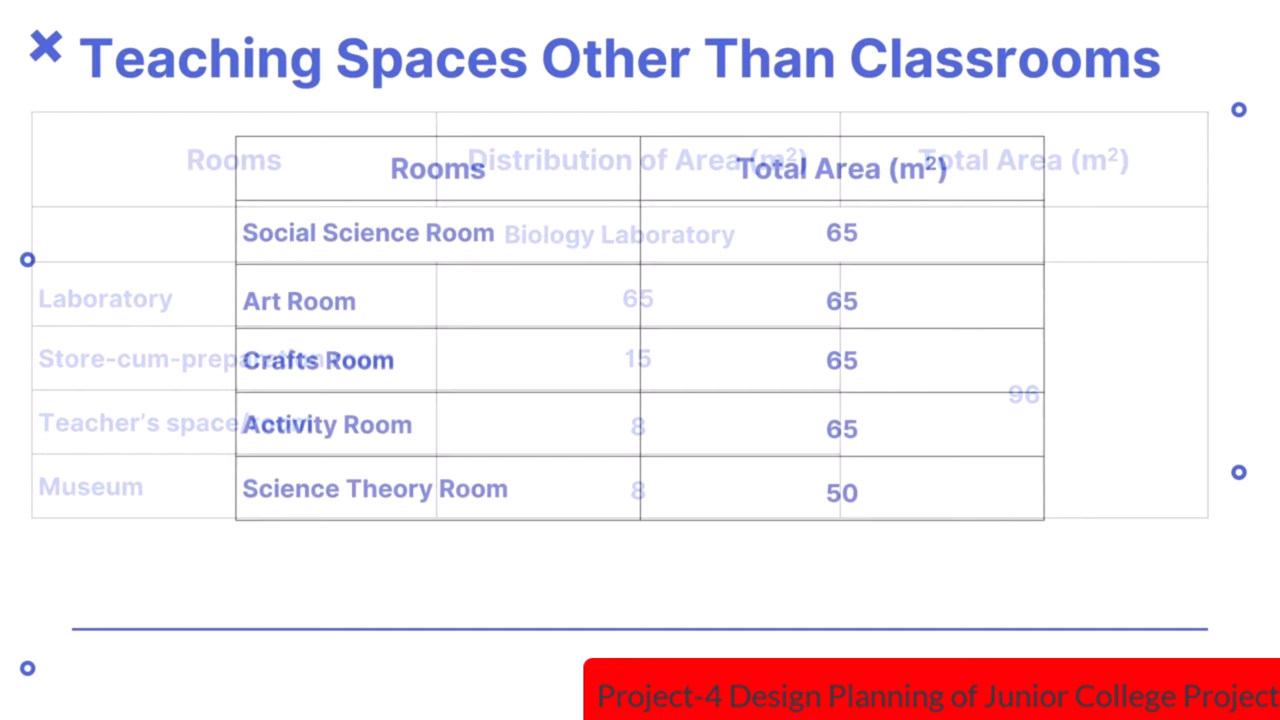 Teaching Spaces Other Than Classrooms
Rooms Distribution of Area (m²) Total Area (m²)
Biology Laboratory
Laboratory 65
Store-cum-preparation 15
96
Teacher's space/ 8
Museum 8
Rooms Total Area (m²)
Social Science Room 65
Art Room 65
Crafts Room 65
Activity Room 65
Science Theory Room 50
Project-4 Design Planning of Junior College Project